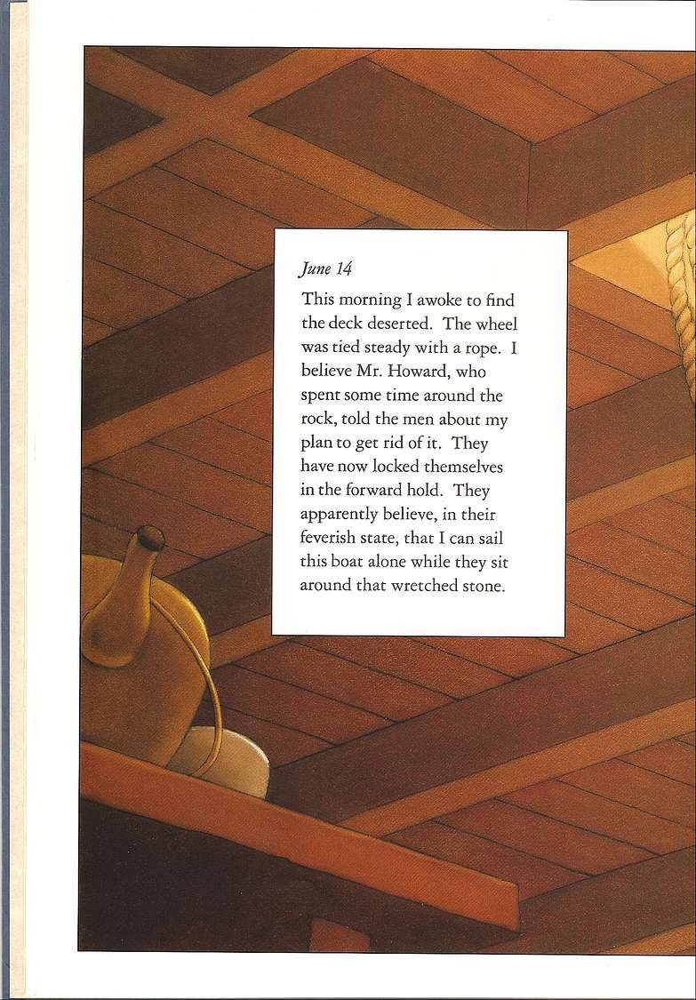 June 14
This morning I awoke to find
the deck deserted. The wheel
was tied steady with a rope. I
believe Mr. Howard, who
spent some time around the
rock, told the men about my
plan to get rid of it. They
have now locked themselves
in the forward hold. They
apparently believe, in their
feverish state, that I can sail
this boat alone while they sit
around that wretched stone.